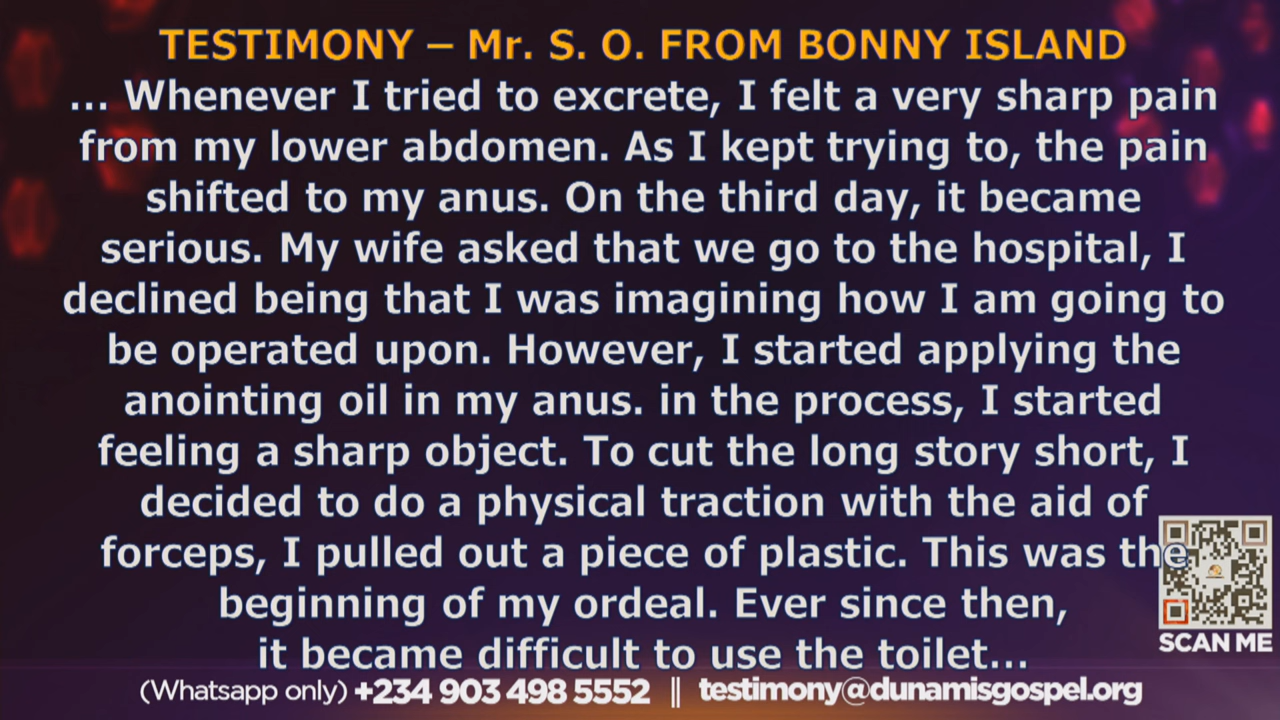 TESTIMONY – Mr. S. O. FROM BONNY ISLAND
... Whenever I tried to excrete, I felt a very sharp pain
from my lower abdomen. As I kept trying to, the pain
shifted to my anus. On the third day, it became
serious. My wife asked that we go to the hospital, I
declined being that I was imagining how I am going to
be operated upon. However, I started applying the
anointing oil in my anus. in the process, I started
feeling a sharp object. To cut the long story short, I
decided to do a physical traction with the aid of
forceps, I pulled out a piece of plastic. This was the
beginning of my ordeal. Ever since then,
it became difficult to use the toilet...
SCAN ME
(Whatsapp only) +234 903 498 5552 || testimony@dunamisgospel.org